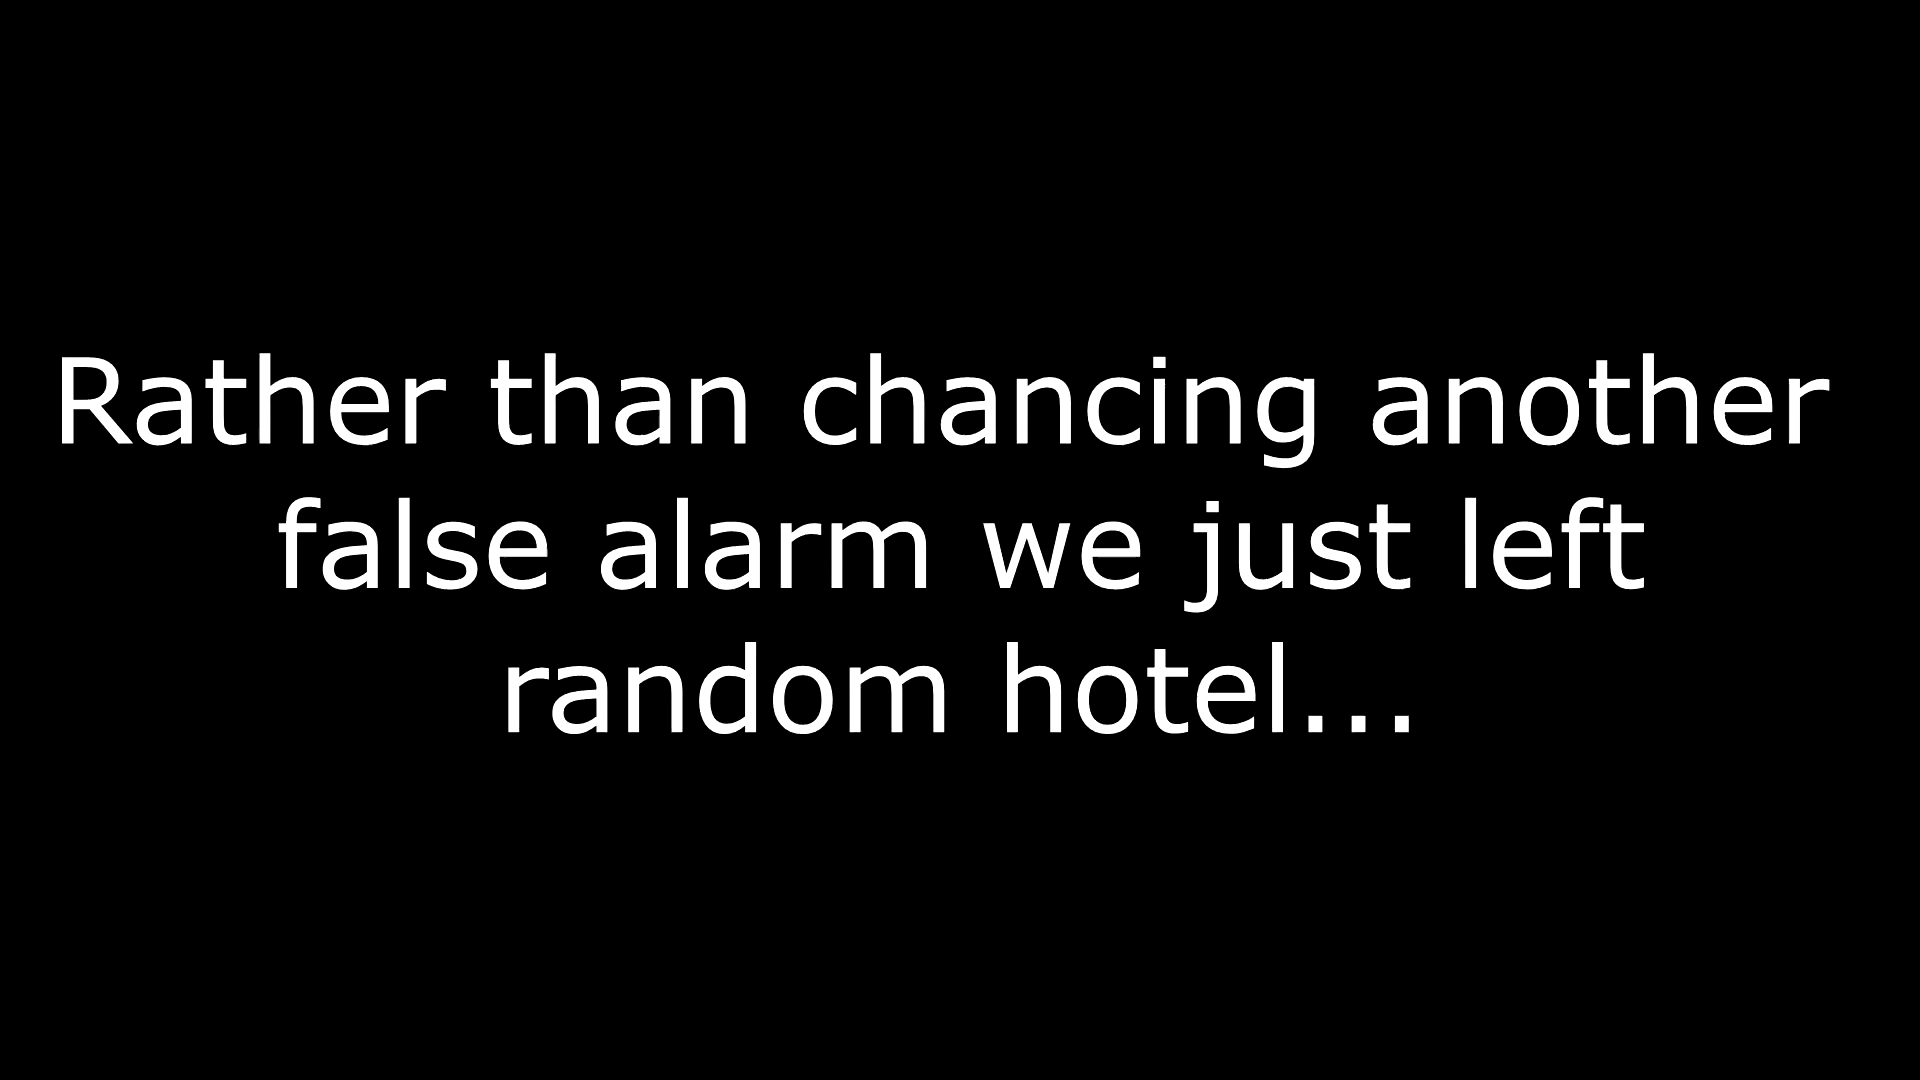 Rather than chancing another
false alarm we just left
random hotel...